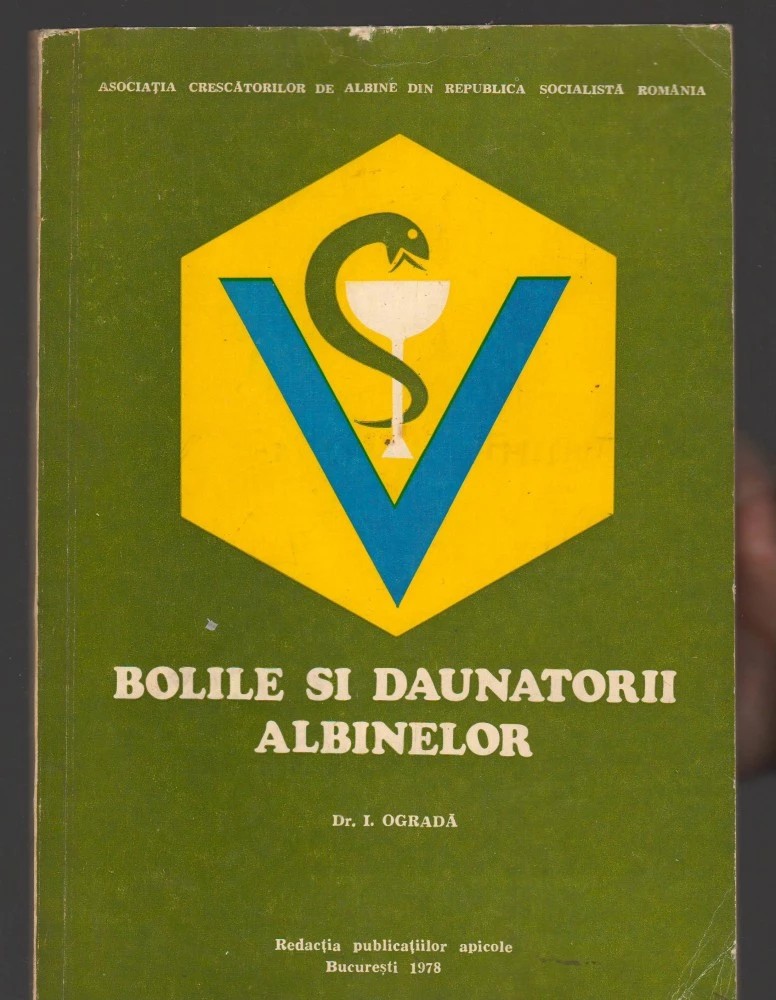 ASOCIAȚIA CRESCĂTORILOR DE ALBINE DIN REPUBLICA SOCIALISTĂ ROMÂNIA
V
BOLILE SI DAUNATORII
ALBINELOR
Dr. I. OGRADĂ
Redacția publicațiilor apicole
București 1978